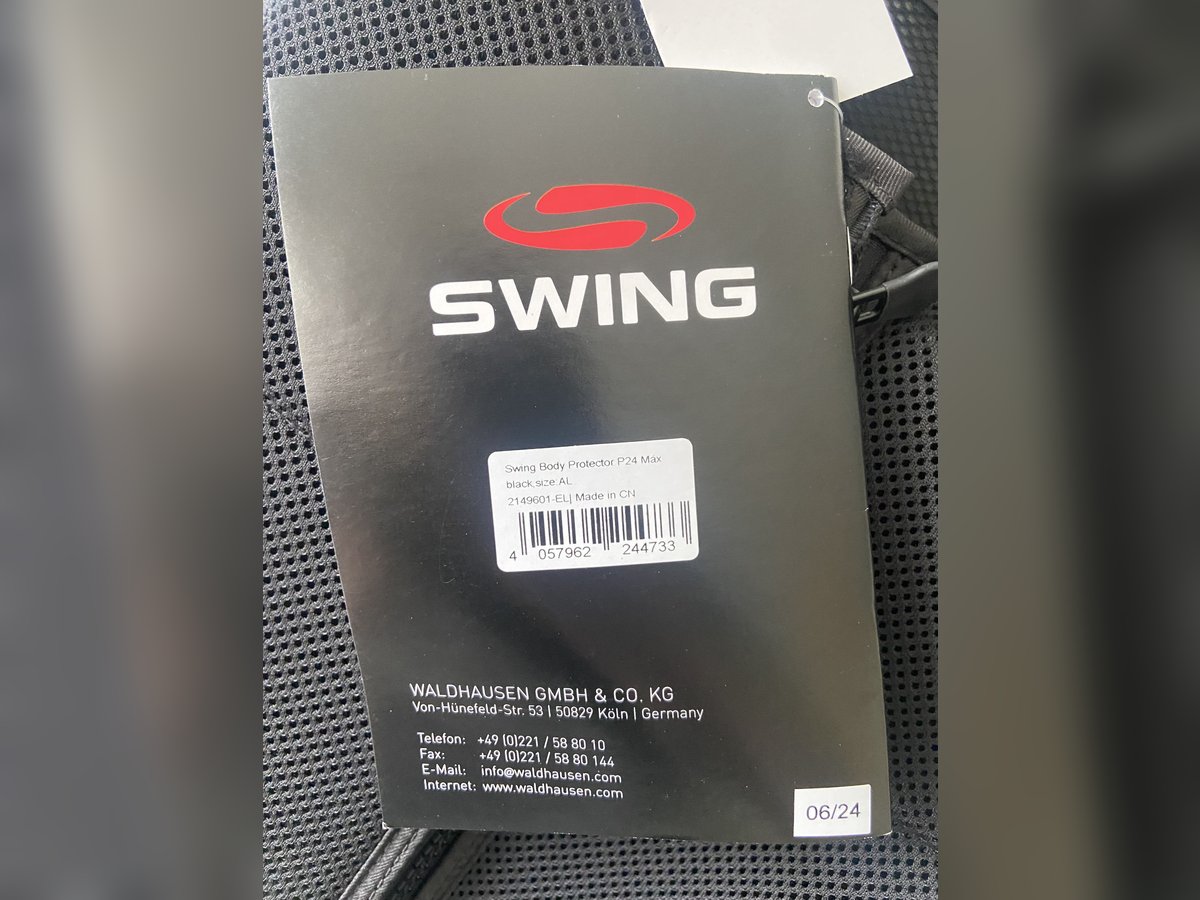 SWING
Swing Body Protector P24 Max
black,size:AL
2149601-EL| Made in CN
4 057962 244733
WALDHAUSEN GMBH & CO. KG
Von-Hünefeld-Str. 53 | 50829 Köln | Germany
Telefon: +49 (0)221 / 58 80 10
Fax: +49 (0)221 / 58 80 144
E-Mail: info@waldhausen.com
Internet: www.waldhausen.com
06/24